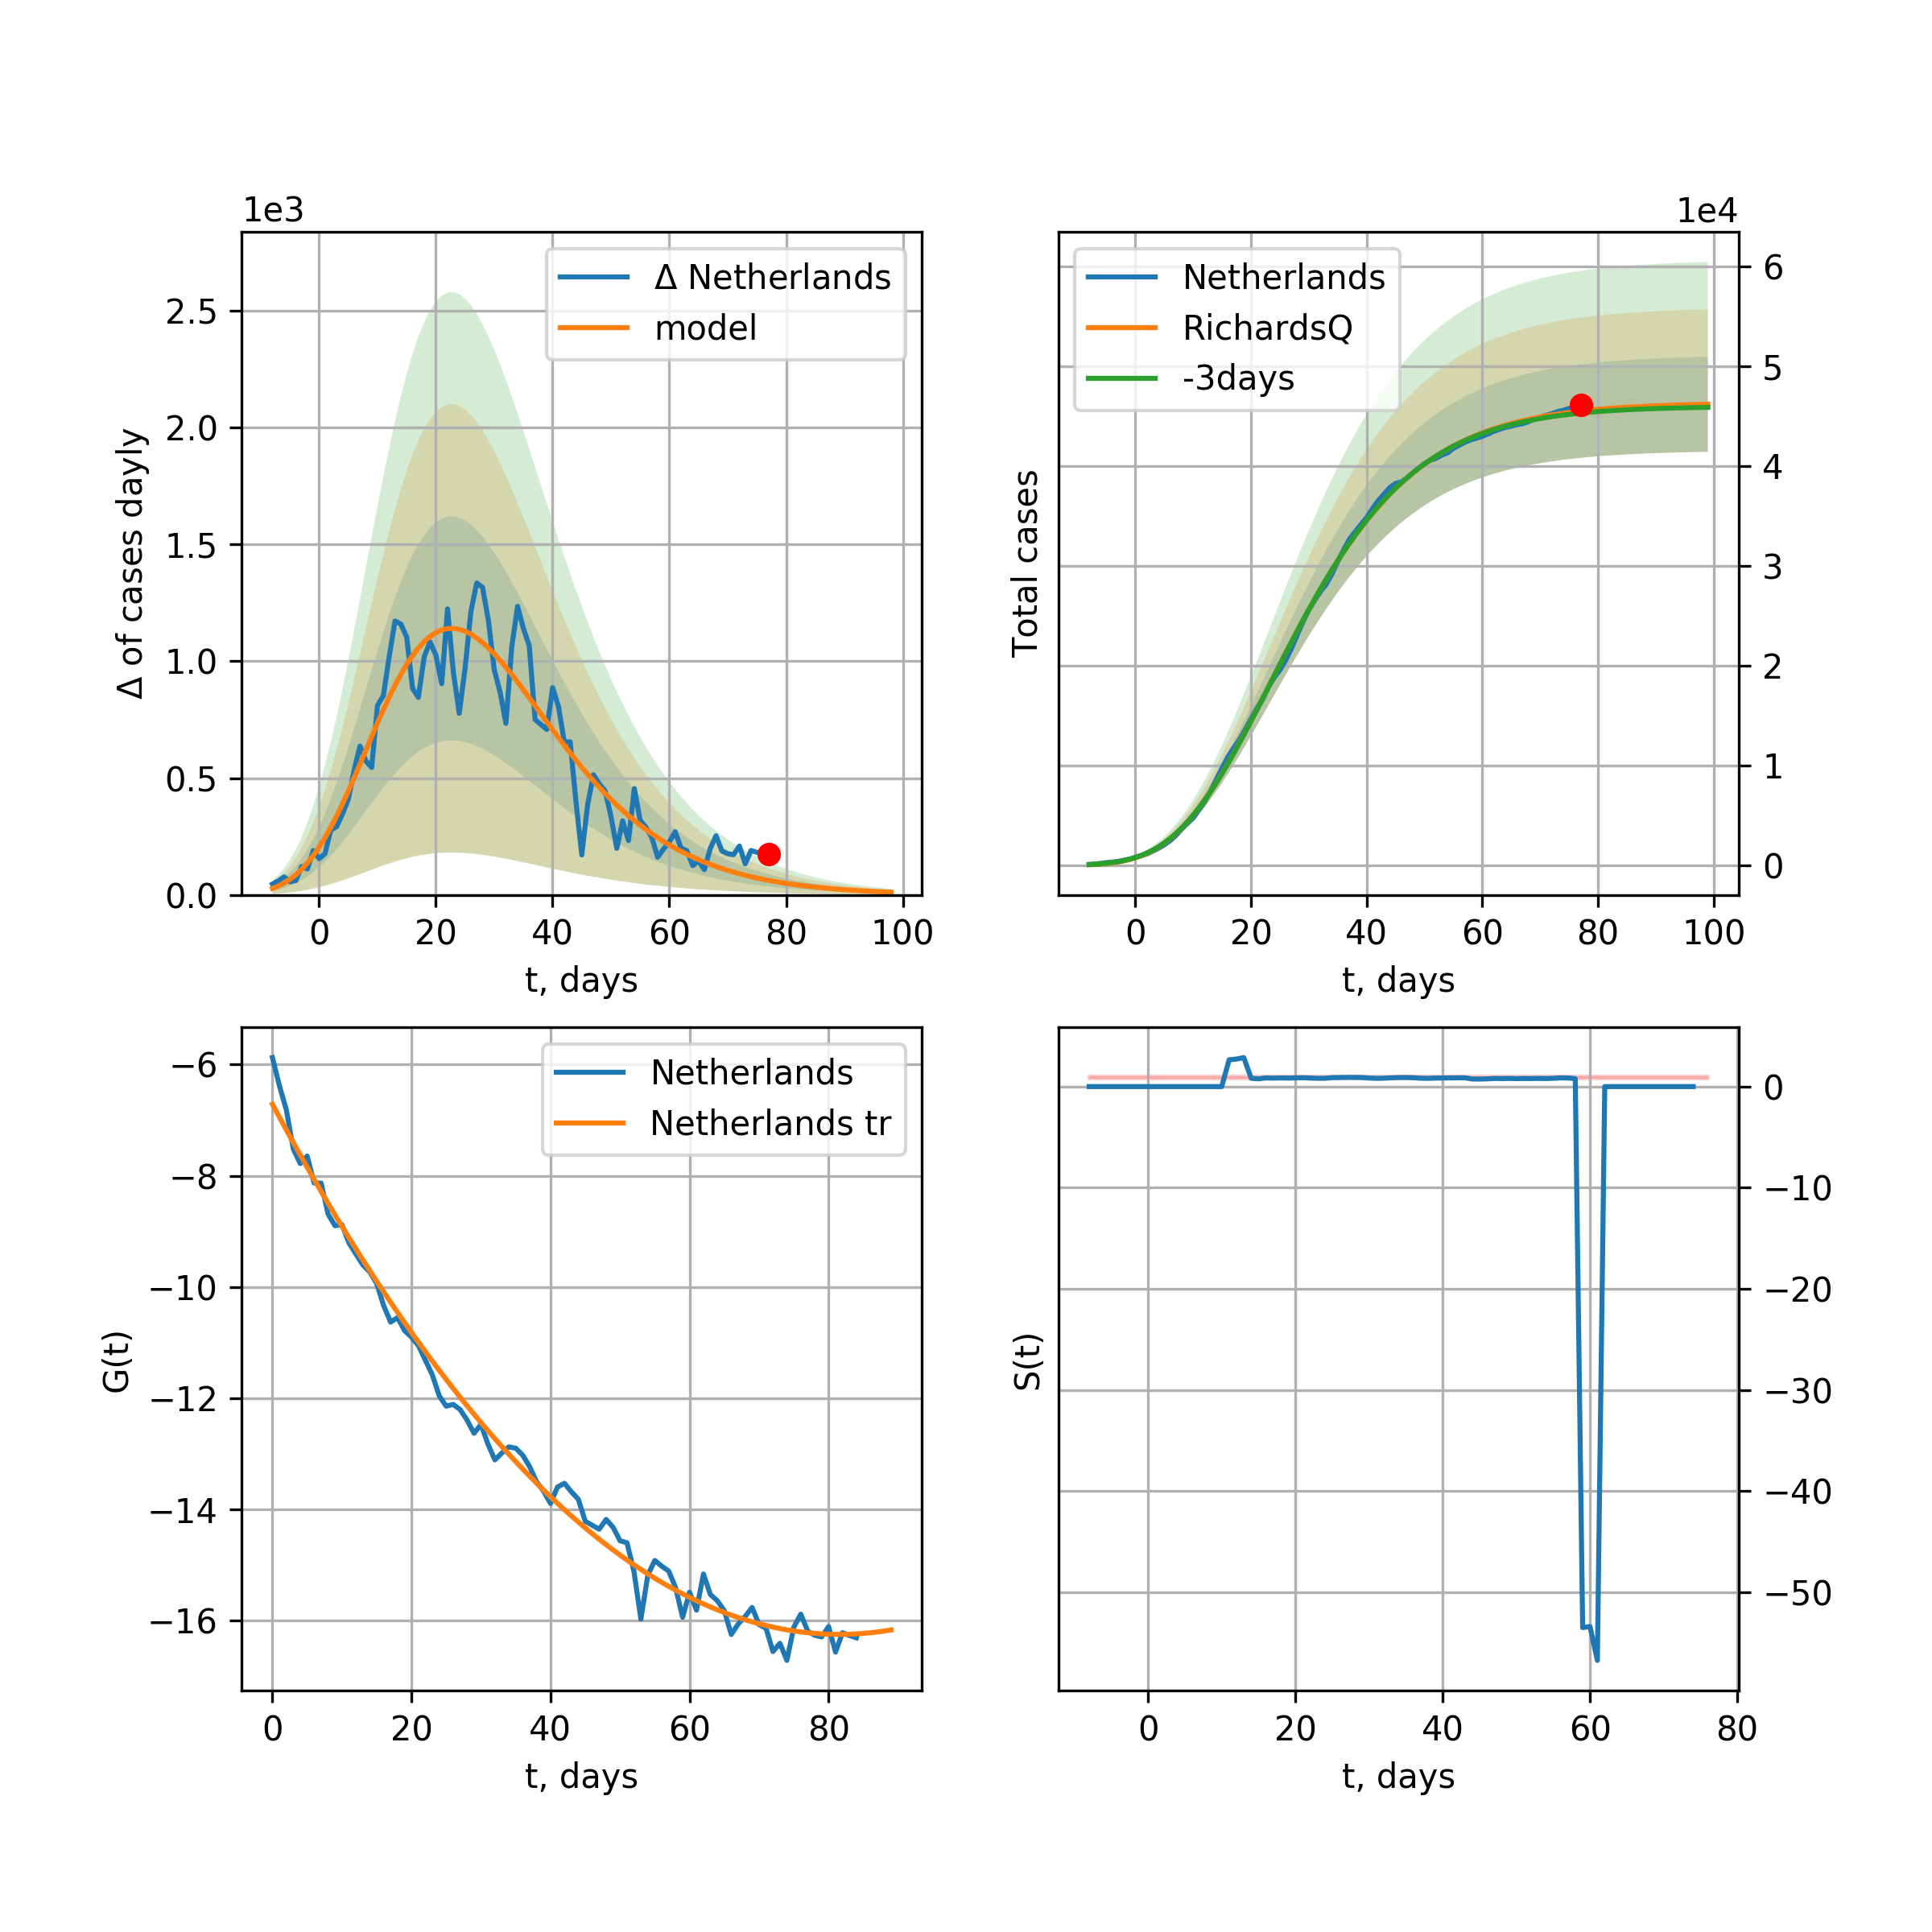 1e3
Δ of cases dayly
2.5
2.0
1.5
1.0
0.5
0.0
0 20 40 60 80 100
t, days
Δ Netherlands
model
1e4
Total cases
6
5
4
3
2
1
0
0 20 40 60 80 100
t, days
Netherlands
RichardsQ
-3days
G(t)
−6
−8
−10
−12
−14
−16
0 20 40 60 80
t, days
Netherlands
Netherlands tr
S(t)
0
−10
−20
−30
−40
−50
0 20 40 60 80
t, days